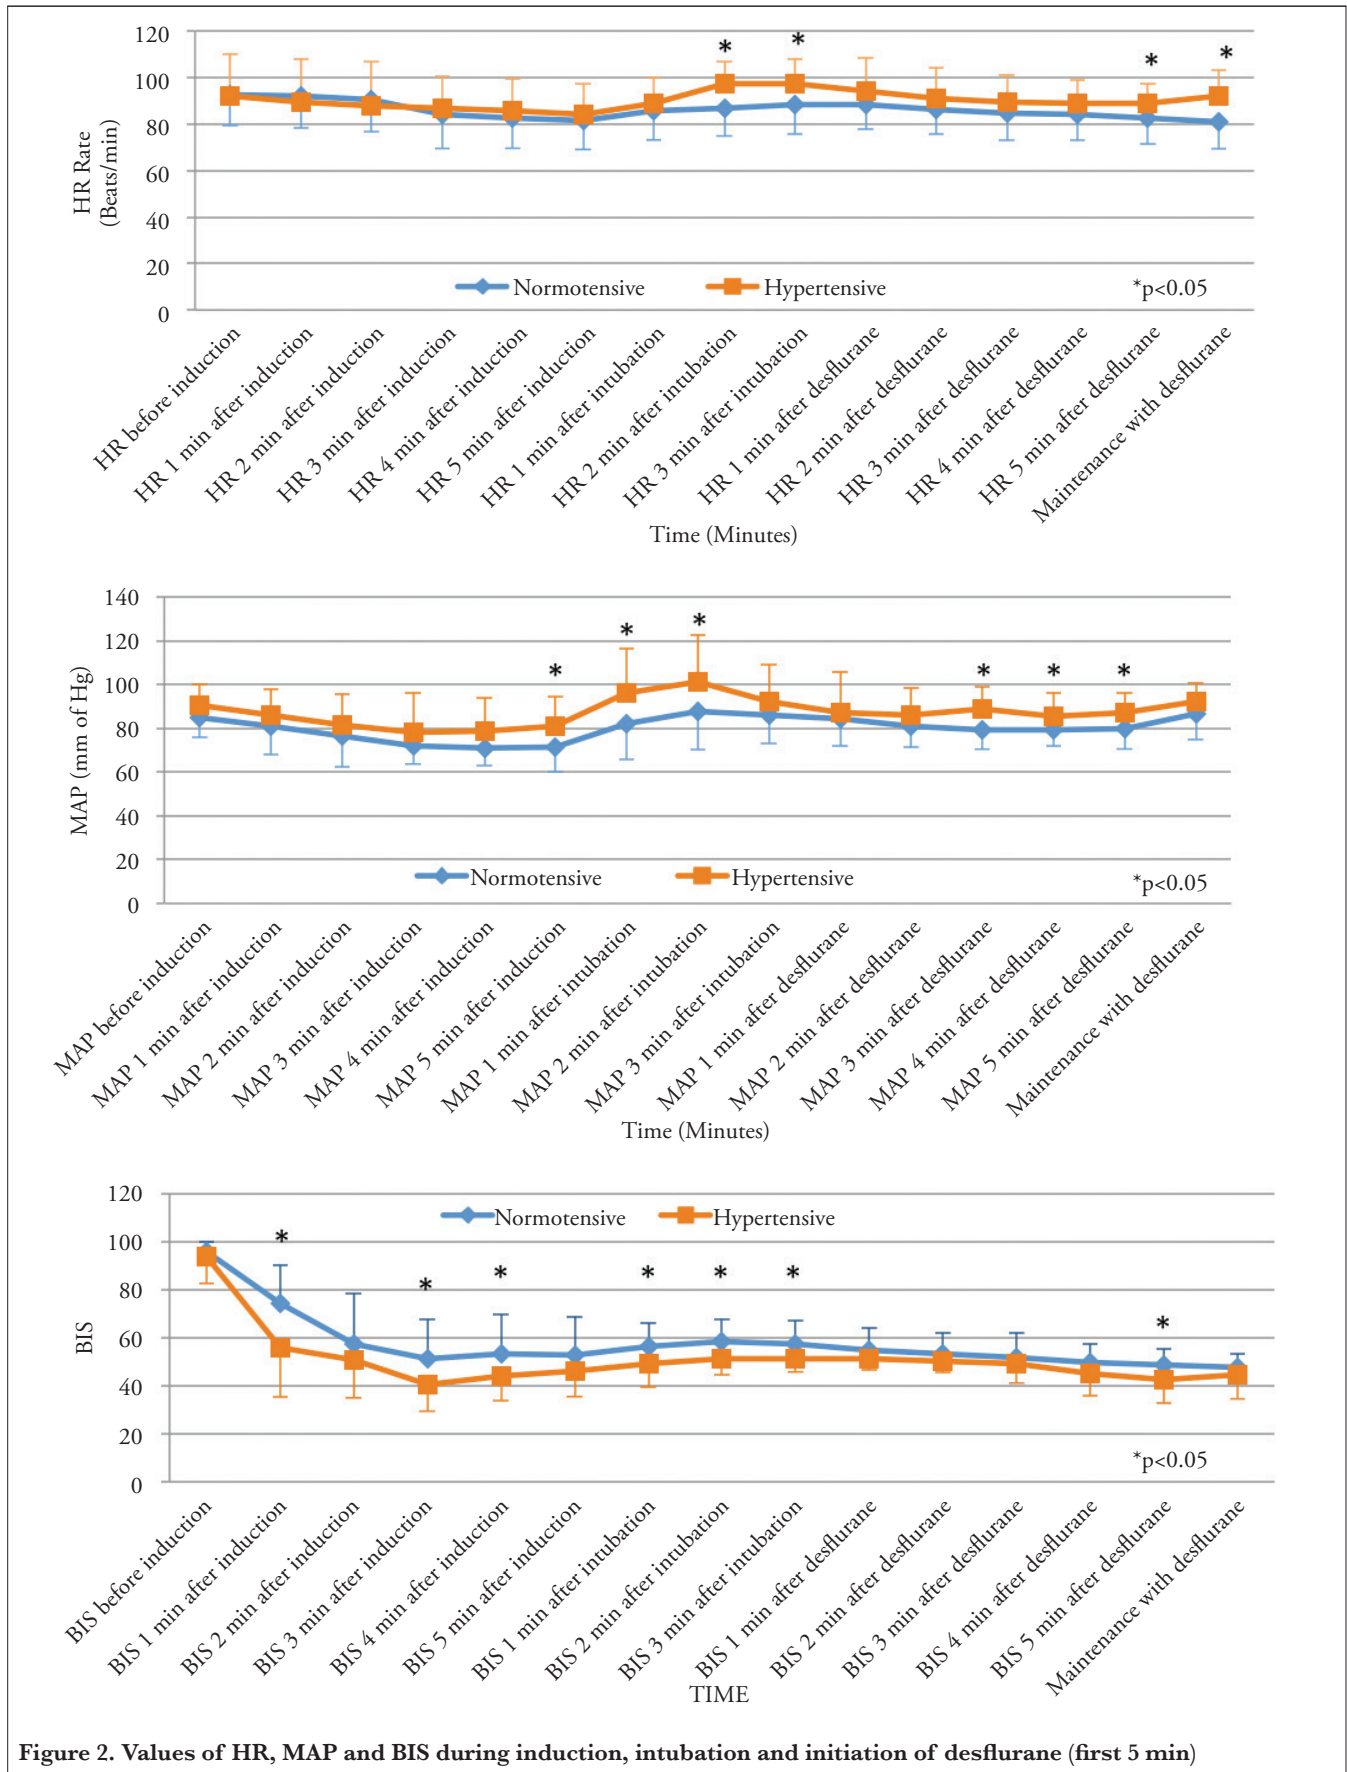 120
100
80
60
40
20
0
HR Rate
(Beats/min)
* * * *
Normotensive Hypertensive *p<0.05
HR before induction
HR 1 min after induction
HR 2 min after induction
HR 3 min after induction
HR 4 min after induction
HR 5 min after induction
HR 1 min after intubation
HR 2 min after intubation
HR 3 min after intubation
HR 1 min after desflurane
HR 2 min after desflurane
HR 3 min after desflurane
HR 4 min after desflurane
HR 5 min after desflurane
Maintenance with desflurane
Time (Minutes)
140
120
100
80
60
40
20
0
MAP (mm of Hg)
* * * * * *
Normotensive Hypertensive *p<0.05
MAP before induction
MAP 1 min after induction
MAP 2 min after induction
MAP 3 min after induction
MAP 4 min after induction
MAP 5 min after induction
MAP 1 min after intubation
MAP 2 min after intubation
MAP 3 min after intubation
MAP 1 min after desflurane
MAP 2 min after desflurane
MAP 3 min after desflurane
MAP 4 min after desflurane
MAP 5 min after desflurane
Maintenance with desflurane
Time (Minutes)
120
100
80
60
40
20
0
BIS
Normotensive Hypertensive
* * * * * * *
*p<0.05
BIS before induction
BIS 1 min after induction
BIS 2 min after induction
BIS 3 min after induction
BIS 4 min after induction
BIS 5 min after induction
BIS 1 min after intubation
BIS 2 min after intubation
BIS 3 min after intubation
BIS 1 min after desflurane
BIS 2 min after desflurane
BIS 3 min after desflurane
BIS 4 min after desflurane
BIS 5 min after desflurane
Maintenance with desflurane
TIME
Figure 2. Values of HR, MAP and BIS during induction, intubation and initiation of desflurane (first 5 min)